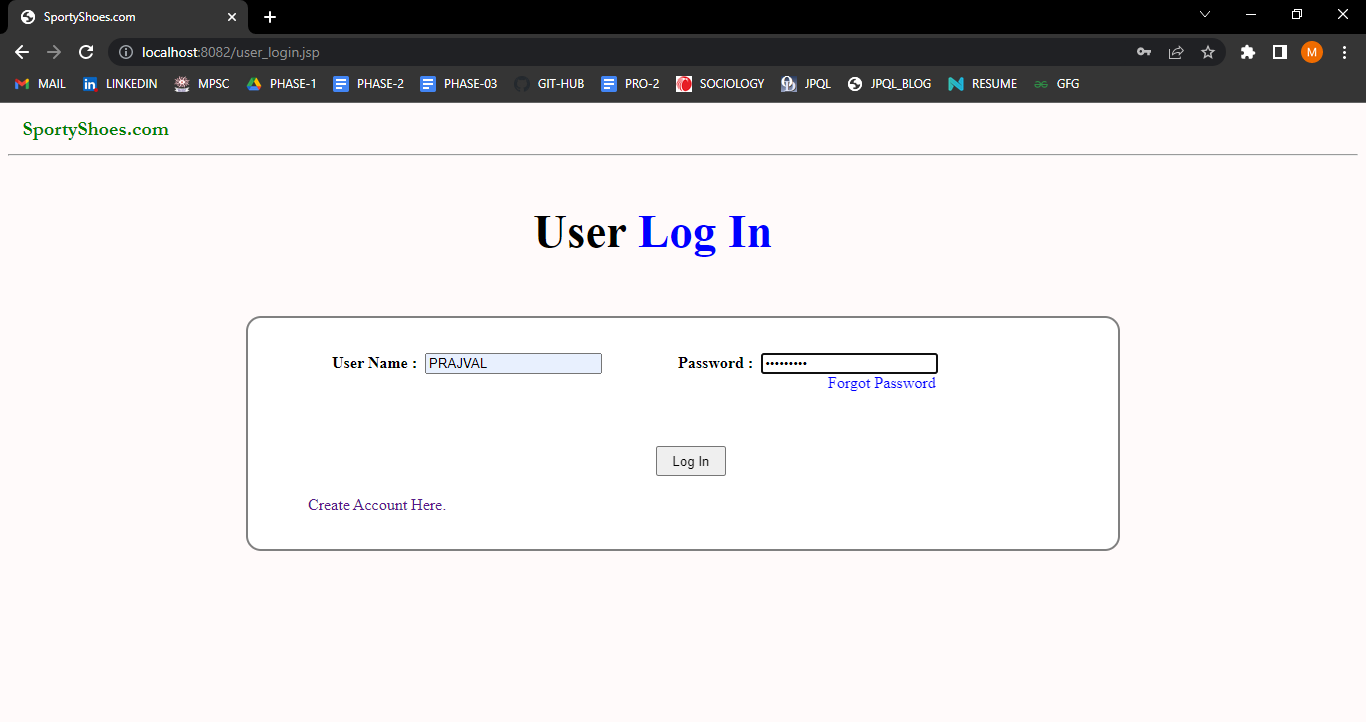 SportyShoes.com
localhost:8082/user_login.jsp
M
MAIL LINKEDIN MPSC PHASE-1 PHASE-2 PHASE-03 GIT-HUB PRO-2 SOCIOLOGY JPQL JPQL_BLOG RESUME GFG
SportyShoes.com
User Log In
User Name : PRAJVAL Password : •••••••••
Forgot Password
Log In
Create Account Here.